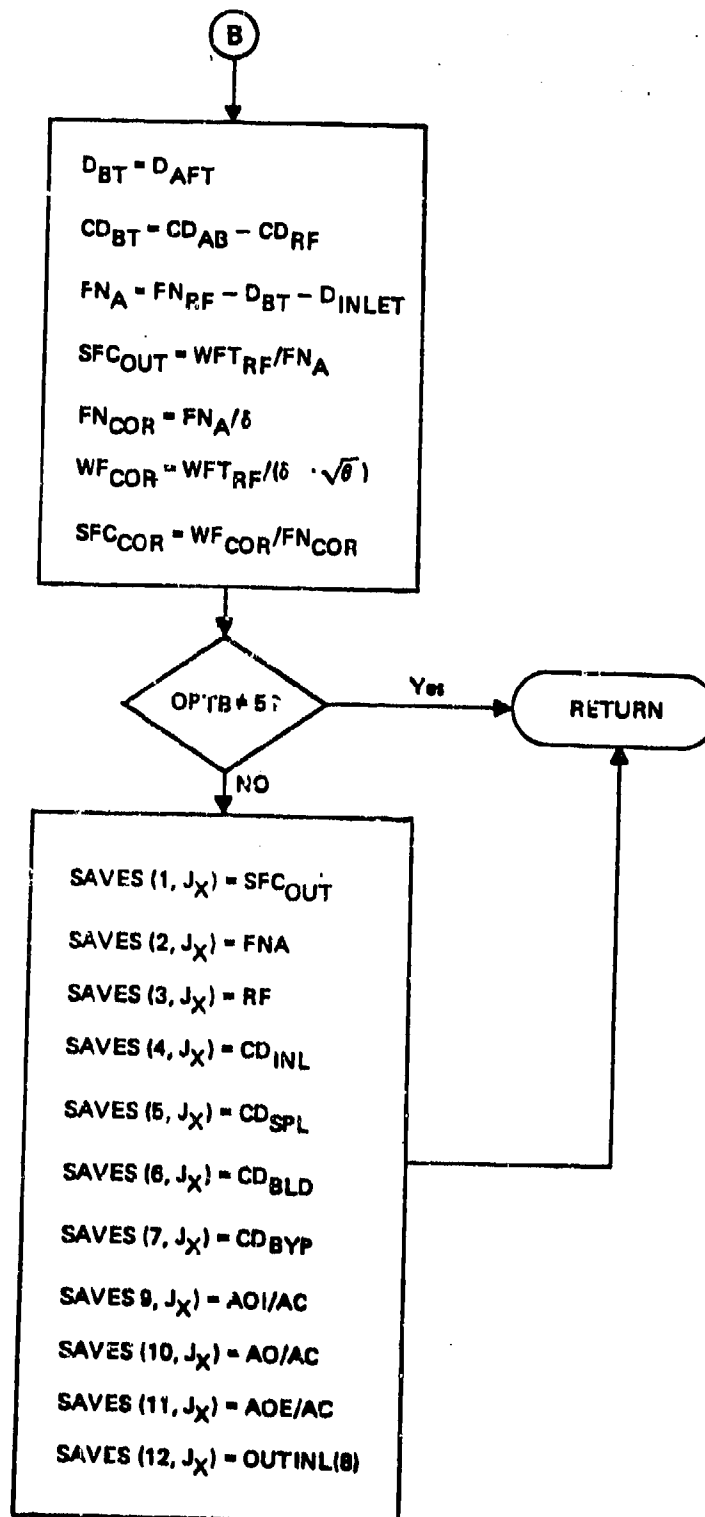 B
D_BT = D_AFT
CD_BT = CD_AB – CD_RF
FN_A = FN_RF – D_BT – D_INLET
SFC_OUT = WFT_RF/FN_A
FN_COR = FN_A/δ
WF_COR = WFT_RF/(δ · √θ)
SFC_COR = WF_COR/FN_COR
OPTB ≠ 5?
Yes
RETURN
NO
SAVES (1, J_X) = SFC_OUT
SAVES (2, J_X) = FNA
SAVES (3, J_X) = RF
SAVES (4, J_X) = CD_INL
SAVES (5, J_X) = CD_SPL
SAVES (6, J_X) = CD_BLD
SAVES (7, J_X) = CD_BYP
SAVES 9, J_X) = AOI/AC
SAVES (10, J_X) = AO/AC
SAVES (11, J_X) = AOE/AC
SAVES (12, J_X) = OUTINL(8)